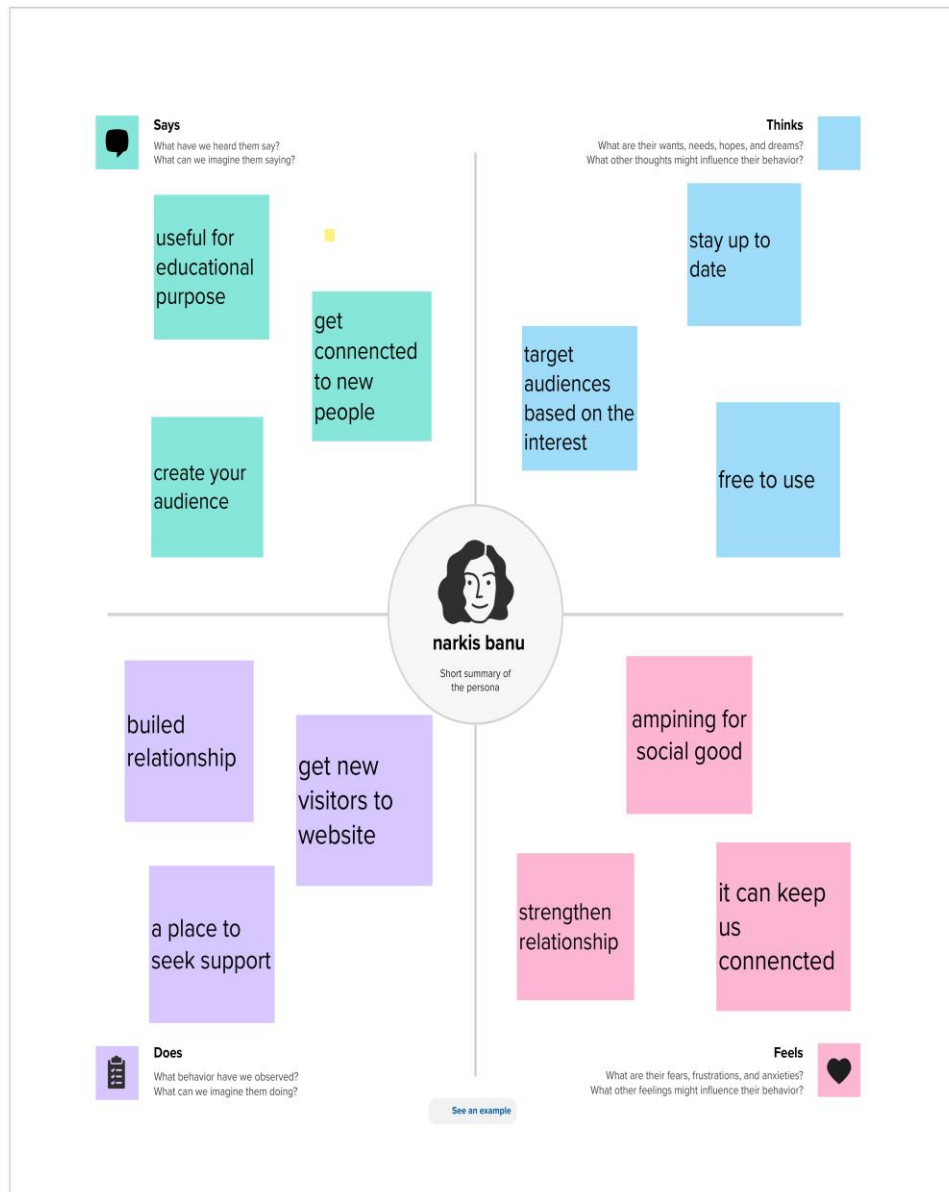 Says
What have we heard them say?
What can we imagine them saying?
useful for
educational
purpose
get
connencted
to new
people
create your
audience
Thinks
What are their wants, needs, hopes, and dreams?
What other thoughts might influence their behavior?
stay up to
date
target
audiences
based on the
interest
free to use
narkis banu
Short summary of
the persona
builed
relationship
get new
visitors to
website
a place to
seek support
Does
What behavior have we observed?
What can we imagine them doing?
ampining for
social good
strengthen
relationship
it can keep
us
connencted
Feels
What are their fears, frustrations, and anxieties?
What other feelings might influence their behavior?
See an example